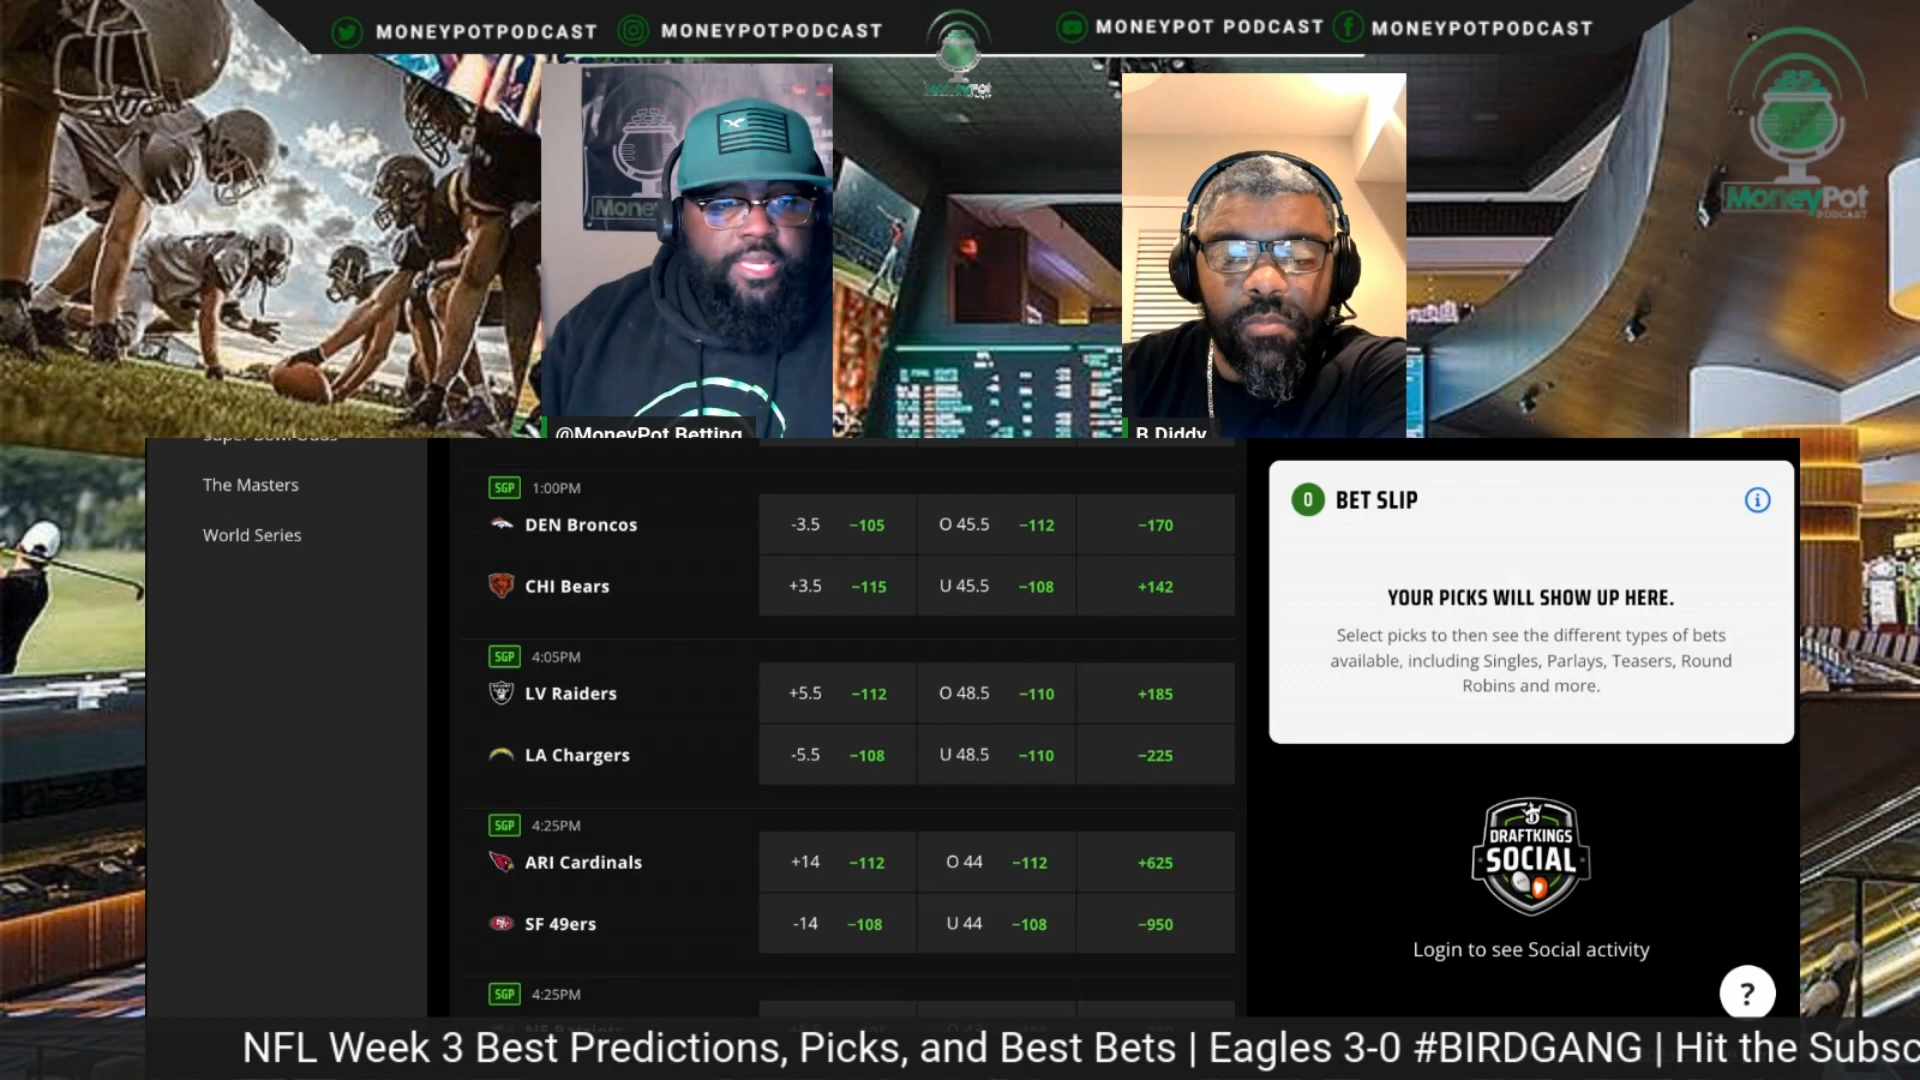 MONEYPOTPODCAST
MONEYPOTPODCAST
MONEYPOT PODCAST
MONEYPOTPODCAST
MoneyPot
PODCAST
Mone
@MoneyPot Betting
B Diddy
The Masters
World Series
SGP 1:00PM
DEN Broncos -3.5 −105 O 45.5 −112 −170
CHI Bears +3.5 −115 U 45.5 −108 +142
SGP 4:05PM
LV Raiders +5.5 −112 O 48.5 −110 +185
LA Chargers -5.5 −108 U 48.5 −110 −225
SGP 4:25PM
ARI Cardinals +14 −112 O 44 −112 +625
SF 49ers -14 −108 U 44 −108 −950
SGP 4:25PM
0 BET SLIP
YOUR PICKS WILL SHOW UP HERE.
Select picks to then see the different types of bets
available, including Singles, Parlays, Teasers, Round
Robins and more.
DRAFTKINGS
SOCIAL
Login to see Social activity
?
NFL Week 3 Best Predictions, Picks, and Best Bets | Eagles 3-0 #BIRDGANG | Hit the Subsc